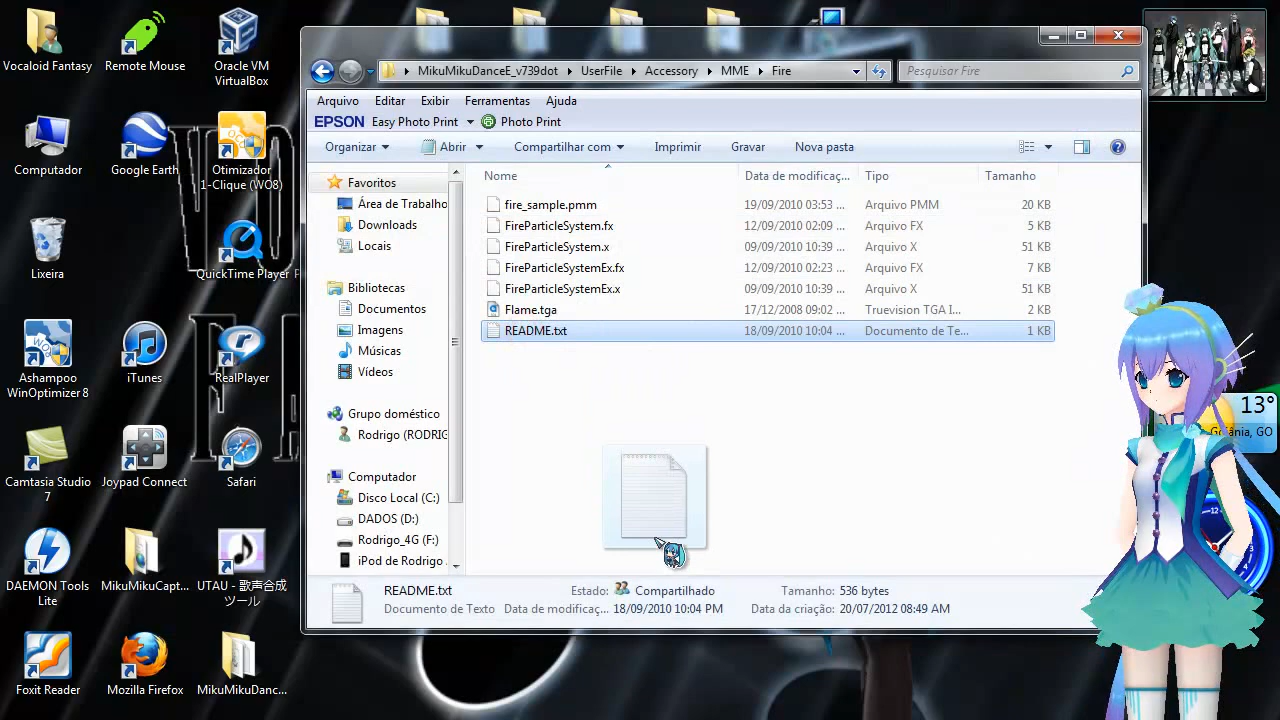 Vocaloid Fantasy
Remote Mouse
Oracle VM
VirtualBox
Computador
Google Earth
Otimizador
1-Clique (WO8)
Lixeira
QuickTime Player
Ashampoo
WinOptimizer 8
iTunes
RealPlayer
Camtasia Studio
7
Joypad Connect
Safari
DAEMON Tools
Lite
MikuMikuCapt...
UTAU - 歌声合成
ツール
Foxit Reader
Mozilla Firefox
MikuMikuDanc...
MikuMikuDanceE_v739dot
UserFile
Accessory
MME
Fire
Pesquisar Fire
Arquivo
Editar
Exibir
Ferramentas
Ajuda
EPSON Easy Photo Print
Photo Print
Organizar
Abrir
Compartilhar com
Imprimir
Gravar
Nova pasta
Favoritos
Área de Trabalho
Downloads
Locais
Bibliotecas
Documentos
Imagens
Músicas
Vídeos
Grupo doméstico
Rodrigo (RODRIG
Computador
Disco Local (C:)
DADOS (D:)
Rodrigo_4G (F:)
iPod de Rodrigo
Nome Data de modificaç... Tipo Tamanho
fire_sample.pmm 19/09/2010 03:53 ... Arquivo PMM 20 KB
FireParticleSystem.fx 12/09/2010 02:09 ... Arquivo FX 5 KB
FireParticleSystem.x 09/09/2010 10:39 ... Arquivo X 51 KB
FireParticleSystemEx.fx 12/09/2010 02:23 ... Arquivo FX 7 KB
FireParticleSystemEx.x 09/09/2010 10:39 ... Arquivo X 51 KB
Flame.tga 17/12/2008 09:02 ... Truevision TGA I... 2 KB
README.txt 18/09/2010 10:04 ... Documento de Te... 1 KB
README.txt Estado: Compartilhado Tamanho: 536 bytes
Documento de Texto Data de modificaç... 18/09/2010 10:04 PM Data da criação: 20/07/2012 08:49 AM
13°
Goiânia, GO
12